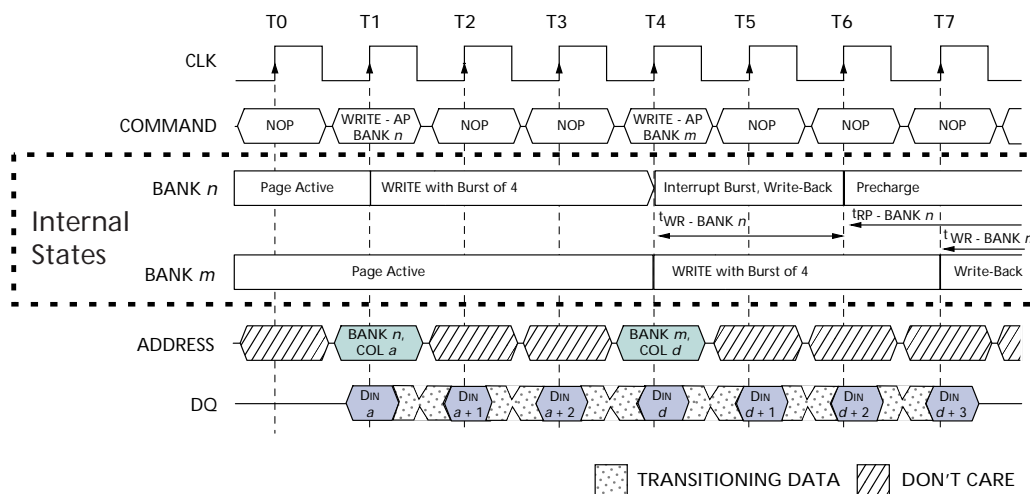 T0 T1 T2 T3 T4 T5 T6 T7
CLK
COMMAND NOP WRITE - AP BANK n NOP NOP WRITE - AP BANK m NOP NOP NOP
Internal States
BANK n Page Active WRITE with Burst of 4 Interrupt Burst, Write-Back Precharge
tWR - BANK n tRP - BANK n
tWR - BANK n
BANK m Page Active WRITE with Burst of 4 Write-Back
ADDRESS BANK n, COL a BANK m, COL d
DQ DIN a DIN a + 1 DIN a + 2 DIN d DIN d + 1 DIN d + 2 DIN d + 3
TRANSITIONING DATA DON'T CARE